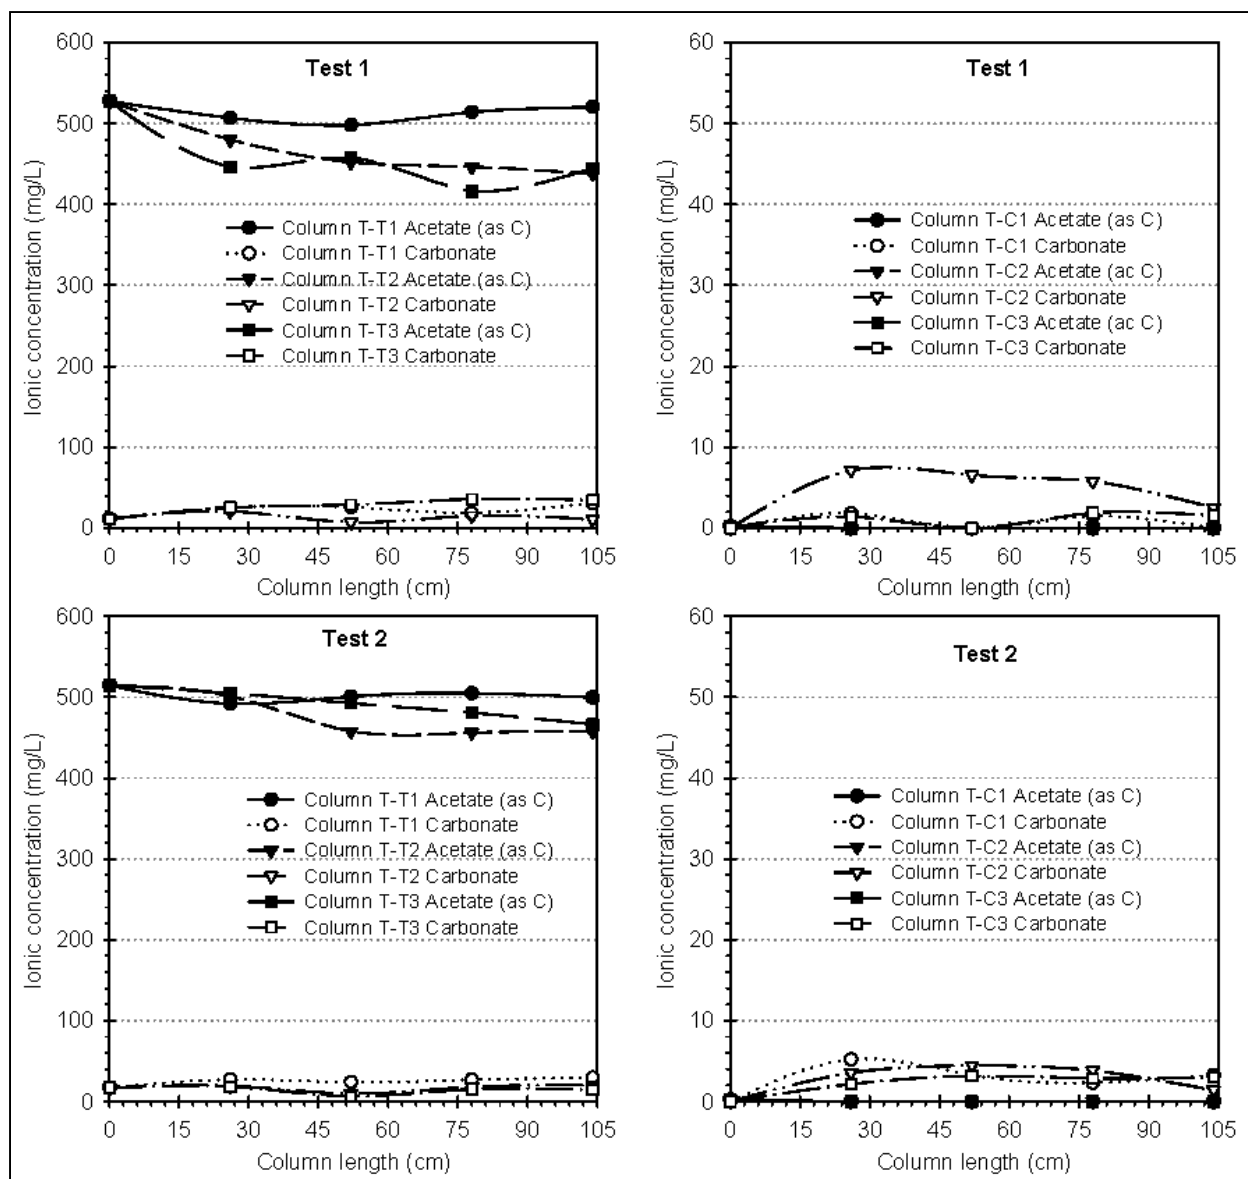 Test 1
Ionic concentration (mg/L)
600
500
400
300
200
100
0
Column T-T1 Acetate (as C)
Column T-T1 Carbonate
Column T-T2 Acetate (as C)
Column T-T2 Carbonate
Column T-T3 Acetate (as C)
Column T-T3 Carbonate
0 15 30 45 60 75 90 105
Column length (cm)
Test 1
Ionic concentration (mg/L)
60
50
40
30
20
10
0
Column T-C1 Acetate (as C)
Column T-C1 Carbonate
Column T-C2 Acetate (ac C)
Column T-C2 Carbonate
Column T-C3 Acetate (ac C)
Column T-C3 Carbonate
0 15 30 45 60 75 90 105
Column length (cm)
Test 2
Ionic concentration (mg/L)
600
500
400
300
200
100
0
Column T-T1 Acetate (as C)
Column T-T1 Carbonate
Column T-T2 Acetate (as C)
Column T-T2 Carbonate
Column T-T3 Acetate (as C)
Column T-T3 Carbonate
0 15 30 45 60 75 90 105
Column length (cm)
Test 2
Ionic concentration (mg/L)
60
50
40
30
20
10
0
Column T-C1 Acetate (as C)
Column T-C1 Carbonate
Column T-C2 Acetate (as C)
Column T-C2 Carbonate
Column T-C3 Acetate (as C)
Column T-C3 Carbonate
0 15 30 45 60 75 90 105
Column length (cm)